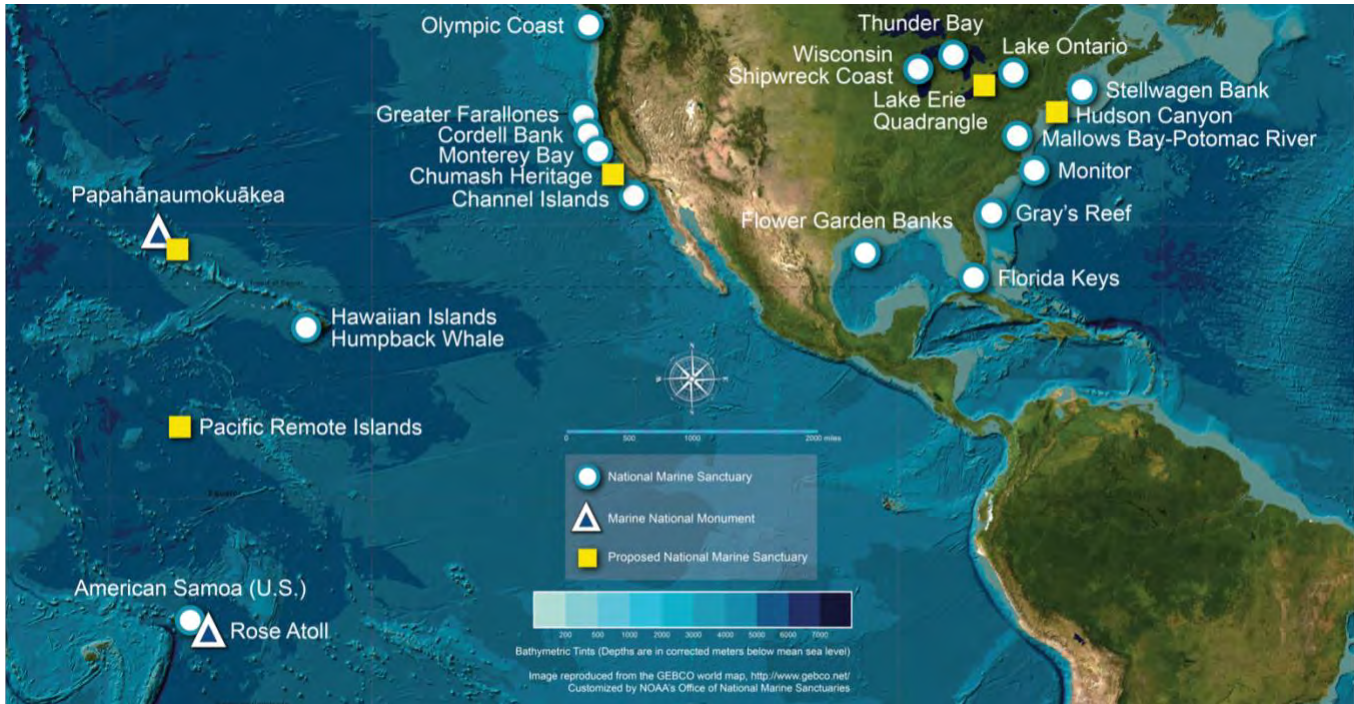 Olympic Coast
Thunder Bay
Wisconsin
Shipwreck Coast
Lake Ontario
Lake Erie
Quadrangle
Stellwagen Bank
Hudson Canyon
Mallows Bay-Potomac River
Greater Farallones
Cordell Bank
Monterey Bay
Chumash Heritage
Channel Islands
Monitor
Gray's Reef
Flower Garden Banks
Florida Keys
Papahānaumokuākea
Hawaiian Islands
Humpback Whale
Pacific Remote Islands
American Samoa (U.S.)
Rose Atoll
N
0 500 1000 2000 miles
National Marine Sanctuary
Marine National Monument
Proposed National Marine Sanctuary
200 500 1000 2000 3000 4000 5000 6000 7000
Bathymetric Tints (Depths are in corrected meters below mean sea level)
Image reproduced from the GEBCO world map, http://www.gebco.net/
Customized by NOAA's Office of National Marine Sanctuaries